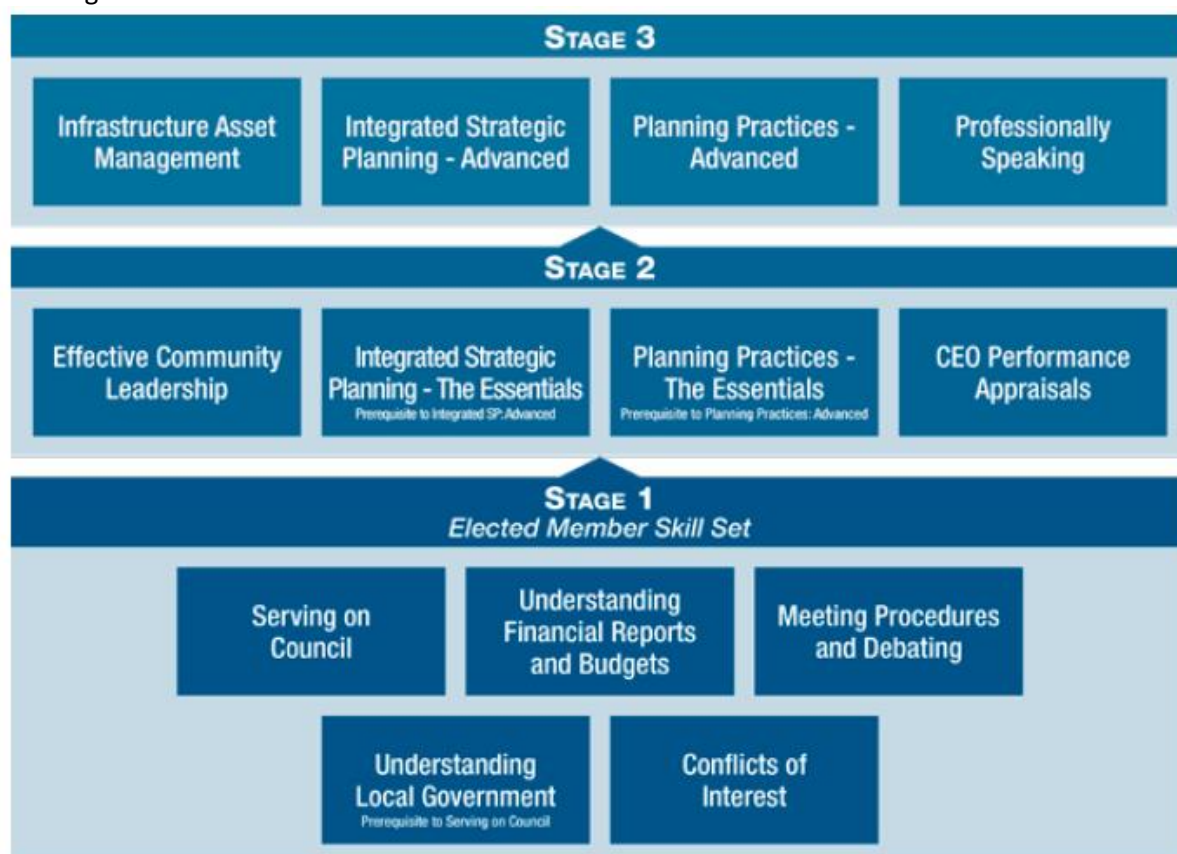 STAGE 3
Infrastructure Asset
Management
Integrated Strategic
Planning - Advanced
Planning Practices -
Advanced
Professionally
Speaking
STAGE 2
Effective Community
Leadership
Integrated Strategic
Planning - The Essentials
Prerequisite to Integrated SP: Advanced
Planning Practices -
The Essentials
Prerequisite to Planning Practices: Advanced
CEO Performance
Appraisals
STAGE 1
Elected Member Skill Set
Serving on
Council
Understanding
Financial Reports
and Budgets
Meeting Procedures
and Debating
Understanding
Local Government
Prerequisite to Serving on Council
Conflicts of
Interest